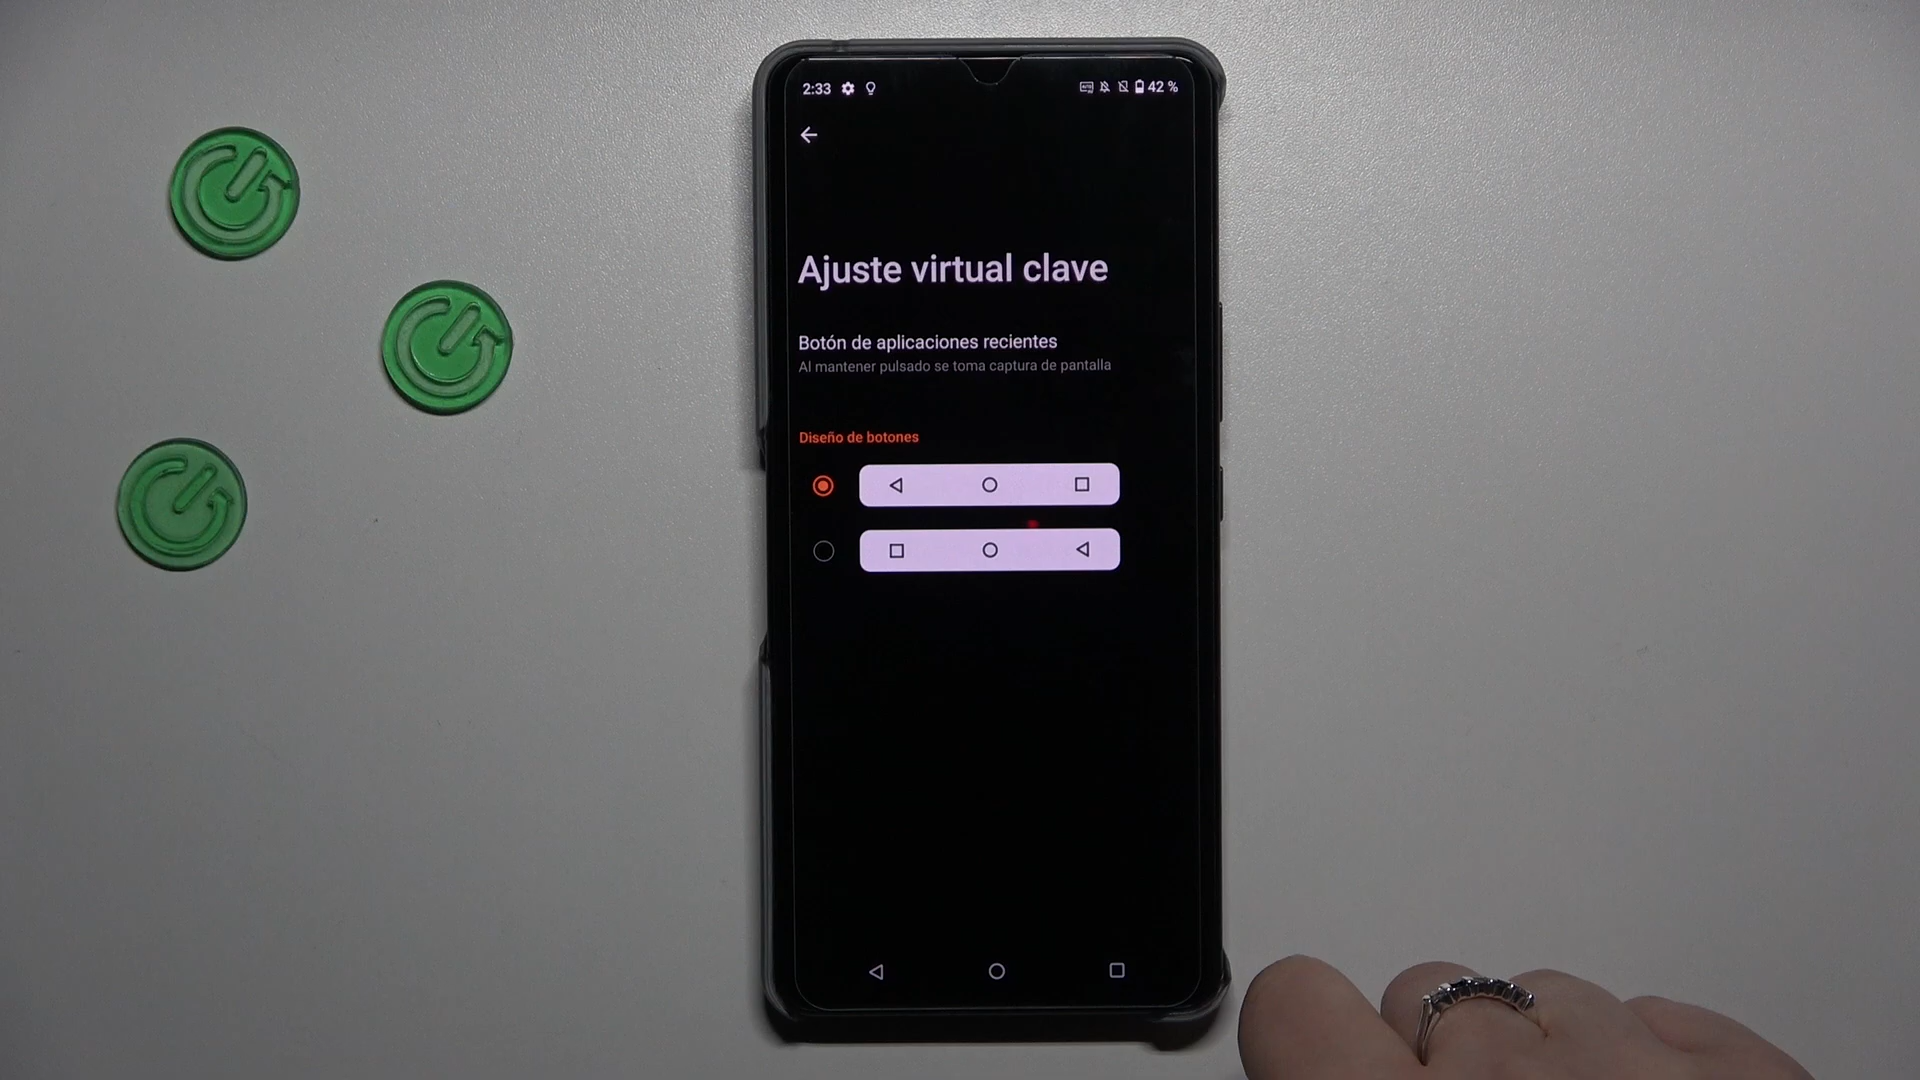 2:33 42 %
Ajuste virtual clave
Botón de aplicaciones recientes
Al mantener pulsado se toma captura de pantalla
Diseño de botones